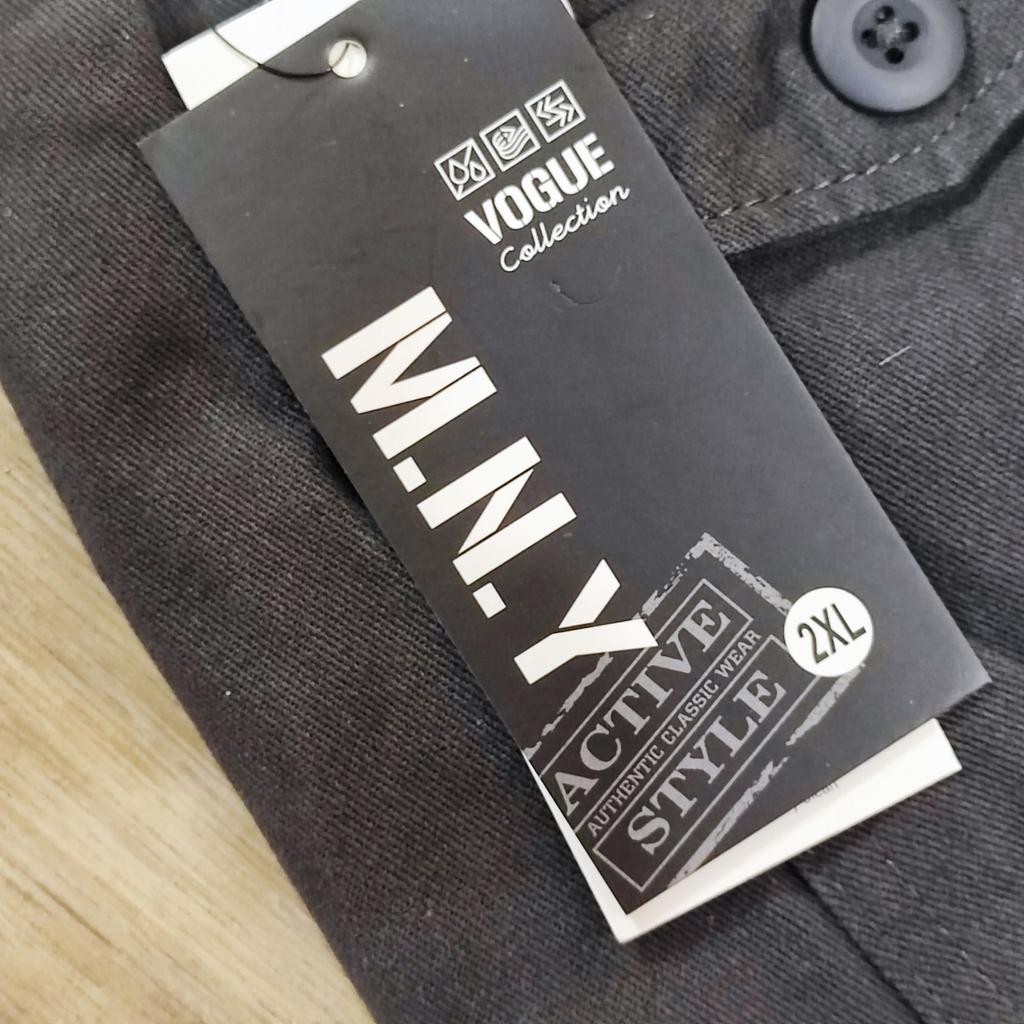 VOGUE
Collection
M.N.Y
ACTIVE
AUTHENTIC CLASSIC WEAR
STYLE
2XL